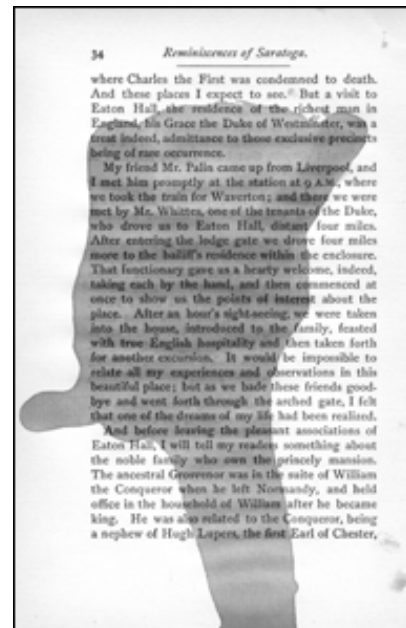 34 Reminiscences of Saratoga.
where Charles the First was condemned to death.
And these places I expect to see. But a visit to
Eaton Hall, the residence of the richest man in
England, his Grace the Duke of Westminster, was a
treat indeed, admittance to those exclusive precincts
being of rare occurrence.
My friend Mr. Palin came up from Liverpool, and
I met him promptly at the station at 9 A.M., where
we took the train for Waverton; and there we were
met by Mr. Whitter, one of the tenants of the Duke,
who drove us to Eaton Hall, distant four miles.
After entering the lodge gate we drove four miles
more to the bailiff's residence within the enclosure.
That functionary gave us a hearty welcome, indeed,
taking each by the hand, and then commenced at
once to show us the points of interest about the
place. After an hour's sight-seeing, we were taken
into the house, introduced to the family, feasted
with true English hospitality and then taken forth
for another excursion. It would be impossible to
relate all my experiences and observations in this
beautiful place; but as we bade these friends good-
bye and went forth through the arched gate, I felt
that one of the dreams of my life had been realized.
And before leaving the pleasant associations of
Eaton Hall, I will tell my readers something about
the noble family who own the princely mansion.
The ancestral Grosvenor was in the suite of William
the Conqueror when he left Normandy, and held
office in the household of William after he became
king. He was also related to the Conqueror, being
a nephew of Hugh Lupers, the first Earl of Chester,